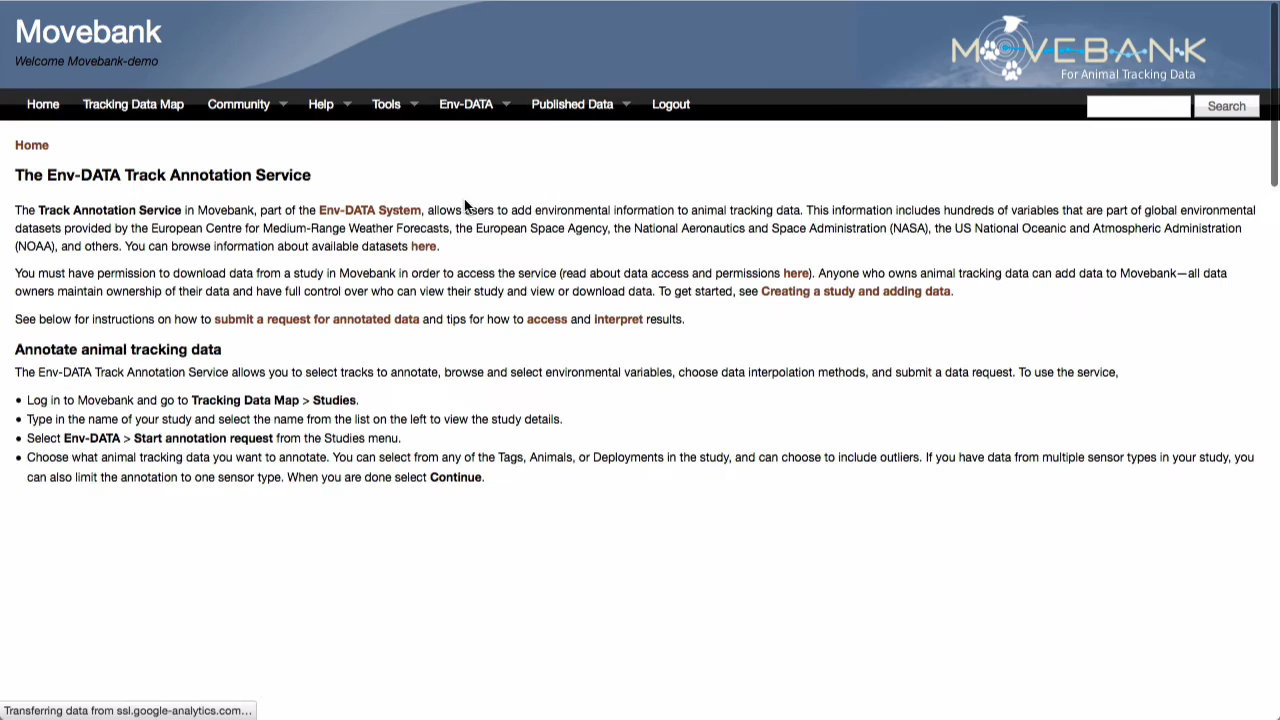 Movebank
Welcome Movebank-demo
MOVEBANK
For Animal Tracking Data
Home Tracking Data Map Community Help Tools Env-DATA Published Data Logout Search
Home
The Env-DATA Track Annotation Service
The Track Annotation Service in Movebank, part of the Env-DATA System, allows users to add environmental information to animal tracking data. This information includes hundreds of variables that are part of global environmental
datasets provided by the European Centre for Medium-Range Weather Forecasts, the European Space Agency, the National Aeronautics and Space Administration (NASA), the US National Oceanic and Atmospheric Administration
(NOAA), and others. You can browse information about available datasets here.
You must have permission to download data from a study in Movebank in order to access the service (read about data access and permissions here). Anyone who owns animal tracking data can add data to Movebank—all data
owners maintain ownership of their data and have full control over who can view their study and view or download data. To get started, see Creating a study and adding data.
See below for instructions on how to submit a request for annotated data and tips for how to access and interpret results.
Annotate animal tracking data
The Env-DATA Track Annotation Service allows you to select tracks to annotate, browse and select environmental variables, choose data interpolation methods, and submit a data request. To use the service,
• Log in to Movebank and go to Tracking Data Map > Studies.
• Type in the name of your study and select the name from the list on the left to view the study details.
• Select Env-DATA > Start annotation request from the Studies menu.
• Choose what animal tracking data you want to annotate. You can select from any of the Tags, Animals, or Deployments in the study, and can choose to include outliers. If you have data from multiple sensor types in your study, you
can also limit the annotation to one sensor type. When you are done select Continue.
Transferring data from ssl.google-analytics.com...